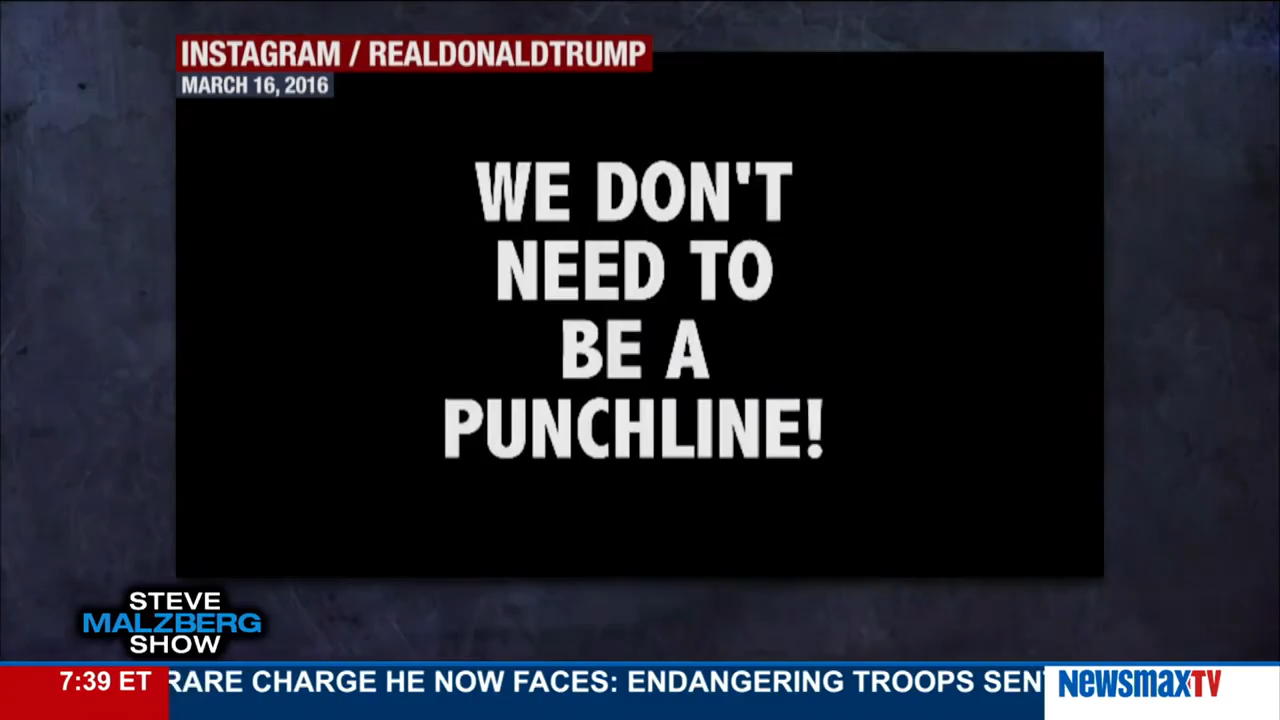 INSTAGRAM / REALDONALDTRUMP
MARCH 16, 2016
WE DON'T
NEED TO
BE A
PUNCHLINE!
STEVE
MALZBERG
SHOW
7:39 ET
RARE CHARGE HE NOW FACES: ENDANGERING TROOPS SEN
NEWSMAXTV